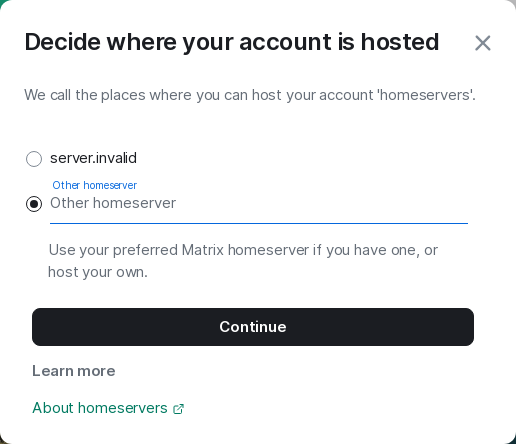 Decide where your account is hosted
We call the places where you can host your account 'homeservers'.
server.invalid
Other homeserver
Other homeserver
Use your preferred Matrix homeserver if you have one, or
host your own.
Continue
Learn more
About homeservers